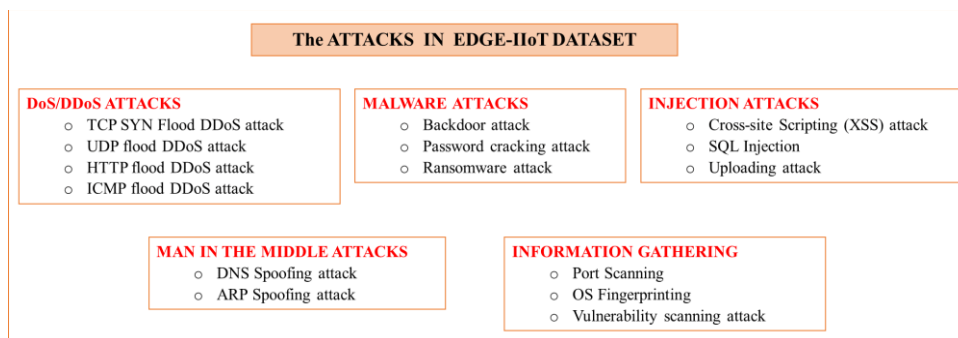 The ATTACKS IN EDGE-IIoT DATASET
DoS/DDoS ATTACKS
o TCP SYN Flood DDoS attack
o UDP flood DDoS attack
o HTTP flood DDoS attack
o ICMP flood DDoS attack
MALWARE ATTACKS
o Backdoor attack
o Password cracking attack
o Ransomware attack
INJECTION ATTACKS
o Cross-site Scripting (XSS) attack
o SQL Injection
o Uploading attack
MAN IN THE MIDDLE ATTACKS
o DNS Spoofing attack
o ARP Spoofing attack
INFORMATION GATHERING
o Port Scanning
o OS Fingerprinting
o Vulnerability scanning attack